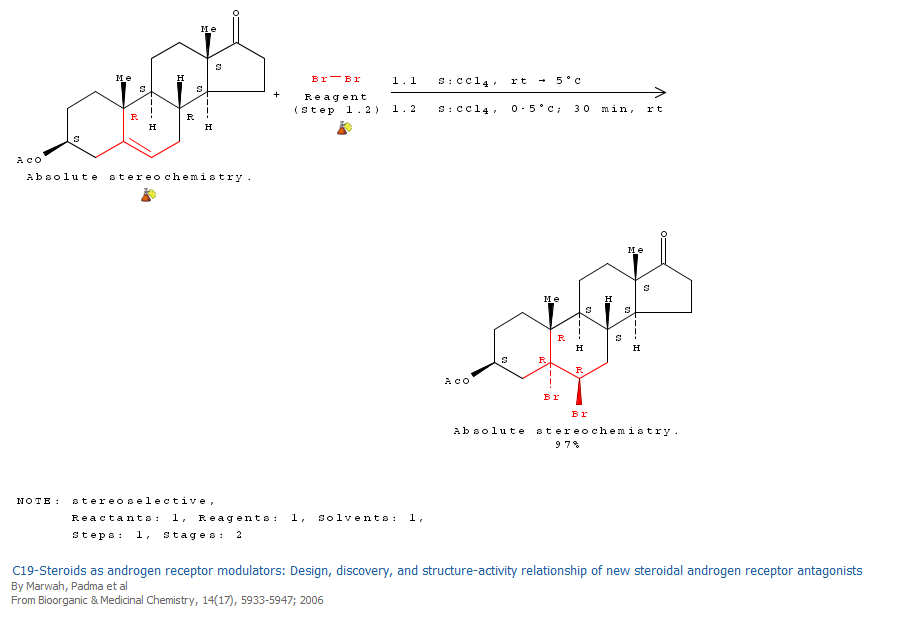 O
Me
S
Me
S
H
R
H
R
H
S
AcO
Absolute stereochemistry.
+
Br
Br
Reagent
(Step 1.2)
1.1 S:CCl4, rt → 5°C
1.2 S:CCl4, 0-5°C; 30 min, rt
O
Me
S
Me
H
S
S
R
S
H
H
S
R
R
AcO
Br
Br
Absolute stereochemistry.
97%
NOTE: stereoselective,
Reactants: 1, Reagents: 1, Solvents: 1,
Steps: 1, Stages: 2
C19-Steroids as androgen receptor modulators: Design, discovery, and structure-activity relationship of new steroidal androgen receptor antagonists
By Marwah, Padma et al
From Bioorganic & Medicinal Chemistry, 14(17), 5933-5947; 2006